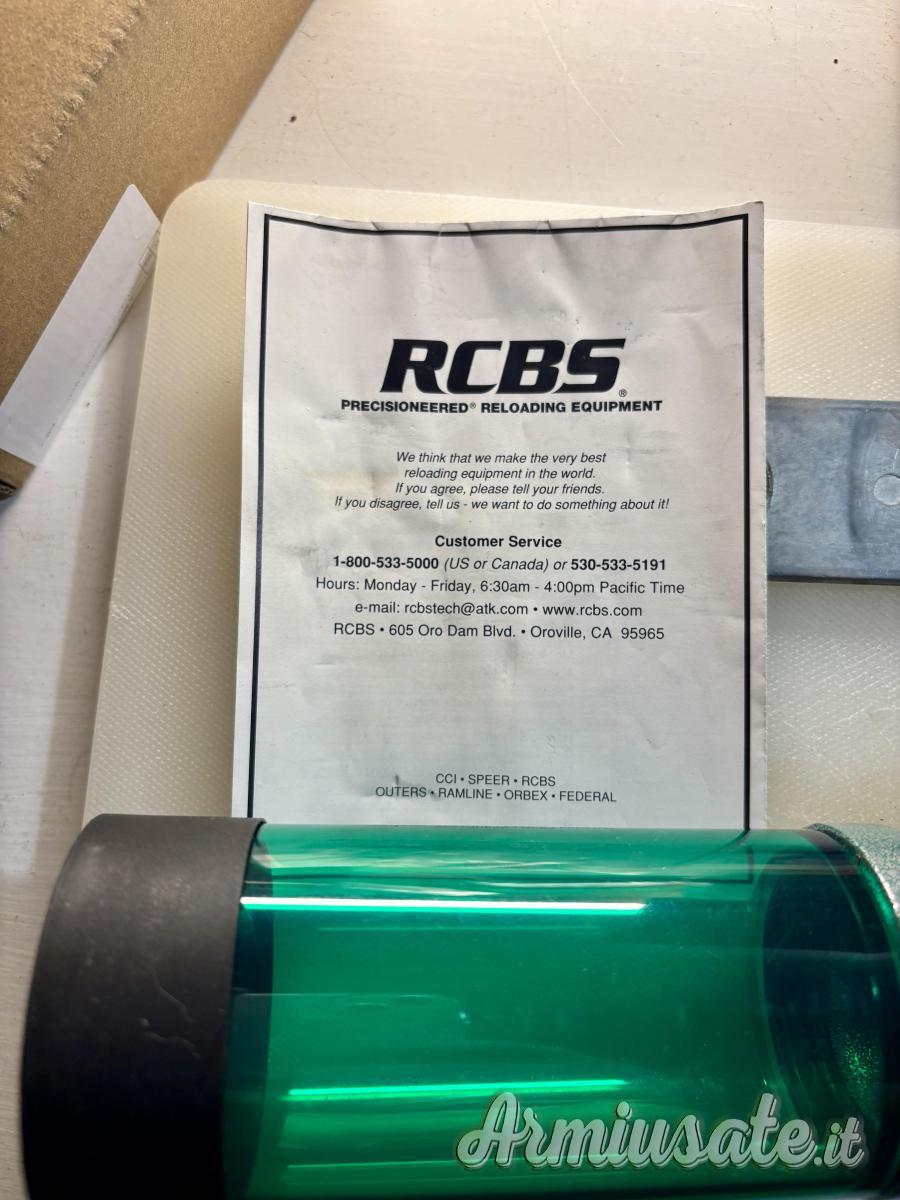 RCBS®
PRECISIONEERED® RELOADING EQUIPMENT
We think that we make the very best
reloading equipment in the world.
If you agree, please tell your friends.
If you disagree, tell us - we want to do something about it!
Customer Service
1-800-533-5000 (US or Canada) or 530-533-5191
Hours: Monday - Friday, 6:30am - 4:00pm Pacific Time
e-mail: rcbstech@atk.com • www.rcbs.com
RCBS • 605 Oro Dam Blvd. • Oroville, CA 95965
CCI • SPEER • RCBS
OUTERS • RAMLINE • ORBEX • FEDERAL
Armiusate.it